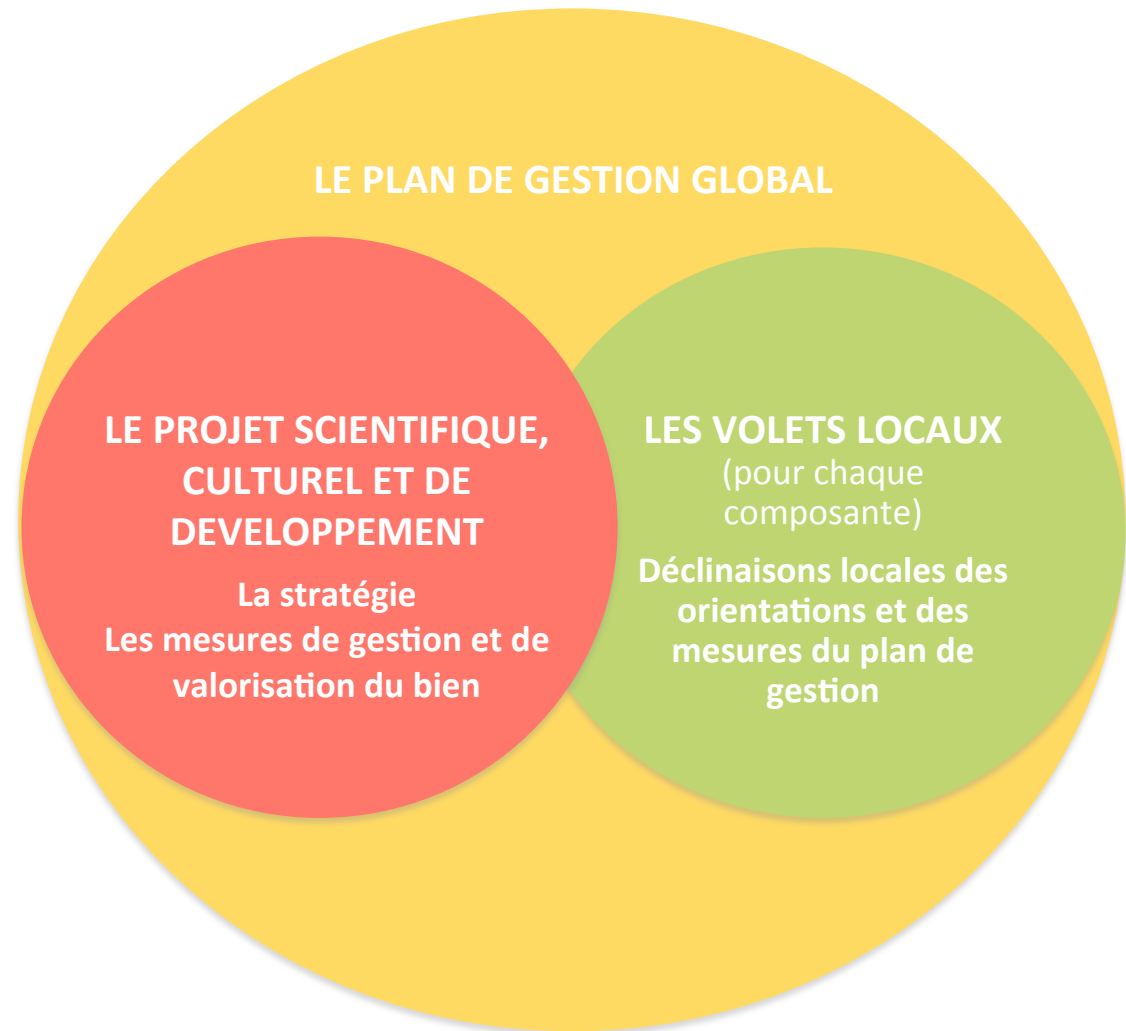 LE PLAN DE GESTION GLOBAL
LE PROJET SCIENTIFIQUE,
CULTUREL ET DE
DEVELOPPEMENT
La stratégie
Les mesures de gestion et de
valorisation du bien
LES VOLETS LOCAUX
(pour chaque
composante)
Déclinaisons locales des
orientations et des
mesures du plan de
gestion